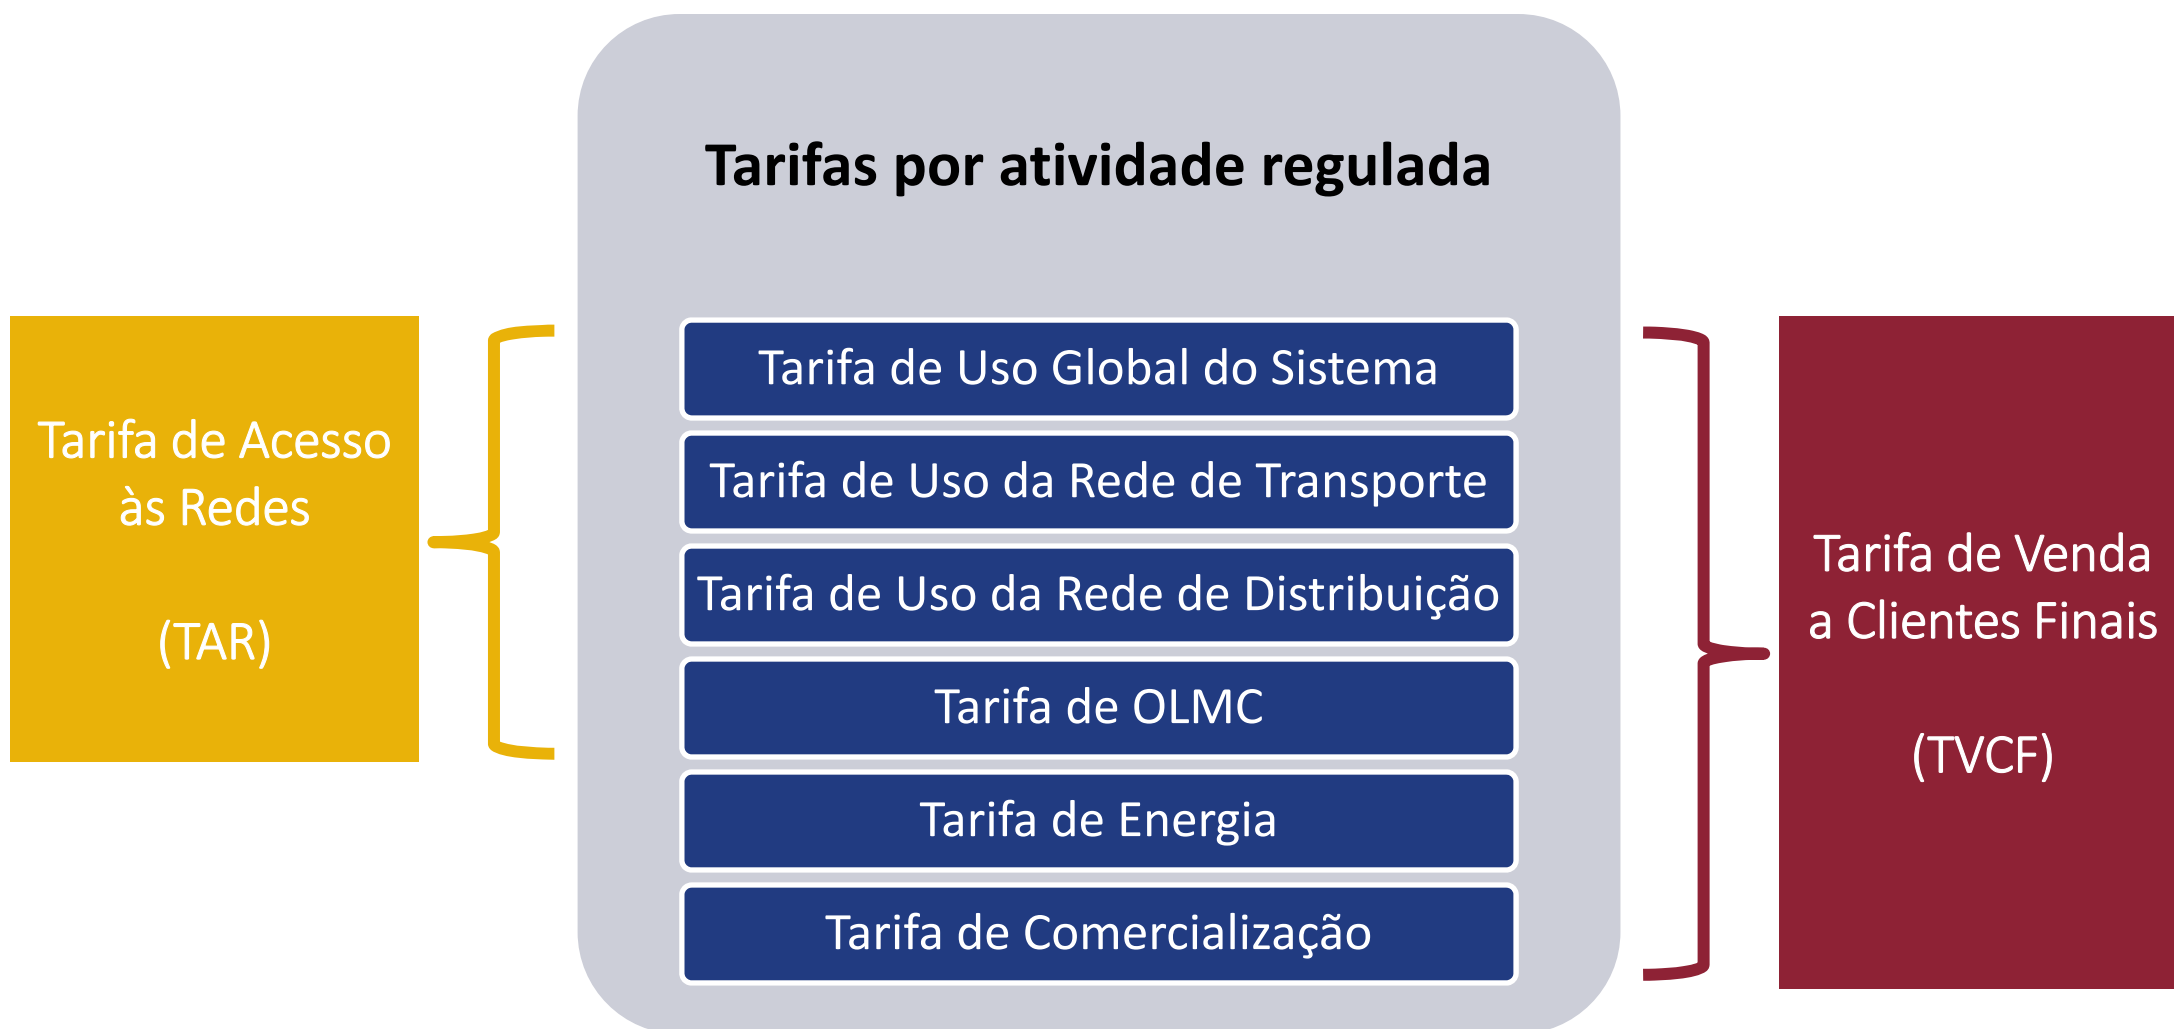 Tarifas por atividade regulada
Tarifa de Acesso
às Redes
(TAR)
Tarifa de Uso Global do Sistema
Tarifa de Uso da Rede de Transporte
Tarifa de Uso da Rede de Distribuição
Tarifa de OLMC
Tarifa de Energia
Tarifa de Comercialização
Tarifa de Venda
a Clientes Finais
(TVCF)